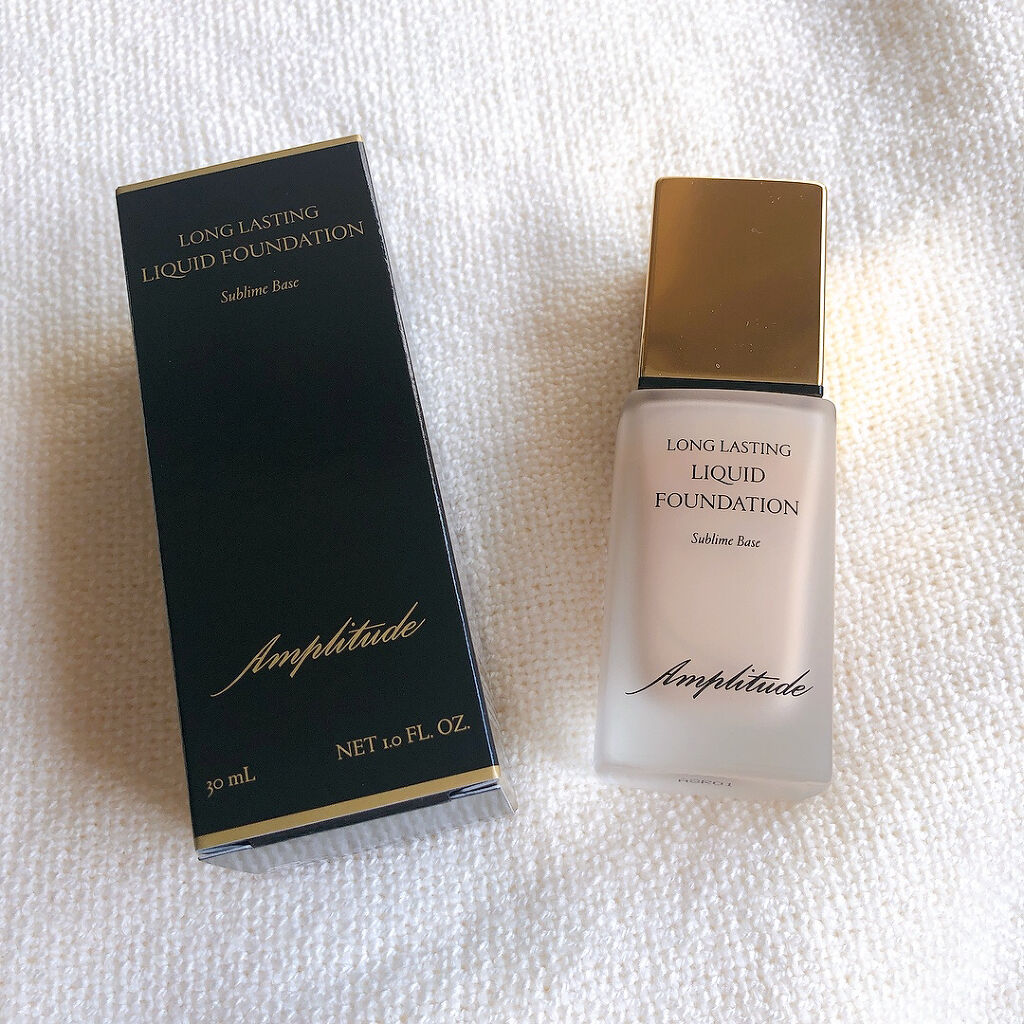 LONG LASTING
LIQUID FOUNDATION
Sublime Base
Amplitude
30 mL
NET 1.0 FL. OZ.
LONG LASTING
LIQUID
FOUNDATION
Sublime Base
Amplitude